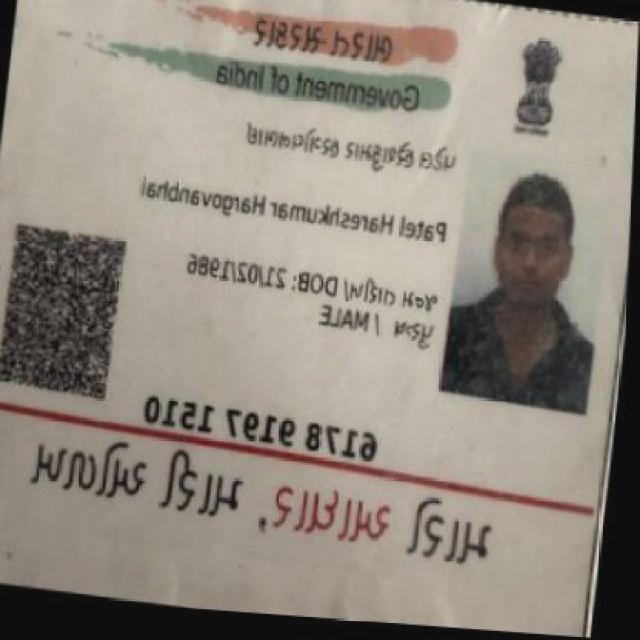 ભારત સરકાર
Government of India
પટેલ હરેશકુમાર હરગોવનભાઈ
Patel Hareshkumar Hargovanbhai
જન્મ તારીખ/ DOB: 21/02/1986
પુરુષ / MALE
6178 9197 1510
મારો આધાર, મારી ઓળખ